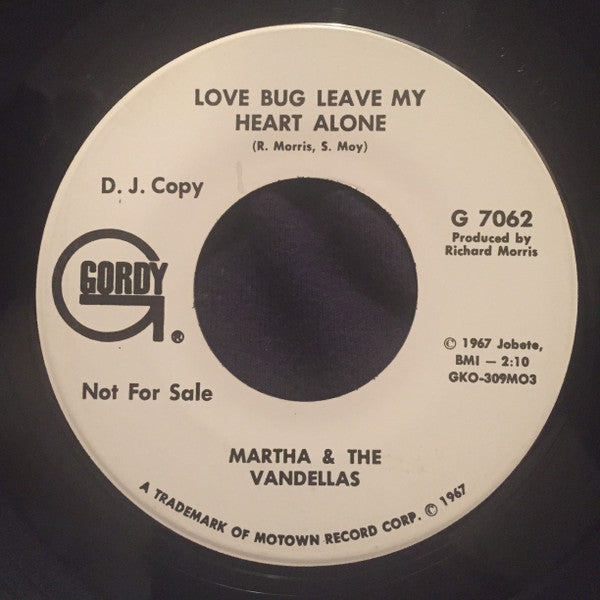 LOVE BUG LEAVE MY
HEART ALONE
(R. Morris, S. Moy)
D. J. Copy
G 7062
Produced by
Richard Morris
GORDY
®
© 1967 Jobete,
BMI — 2:10
GKO-309MO3
Not For Sale
MARTHA & THE
VANDELLAS
A TRADEMARK OF MOTOWN RECORD CORP. © 1967